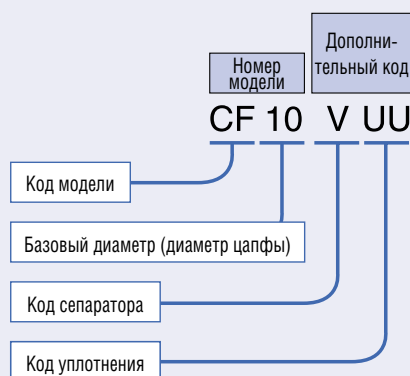 Дополни-
тельный код
Номер
модели
CF 10 V UU
Код модели
Базовый диаметр (диаметр цапфы)
Код сепаратора
Код уплотнения